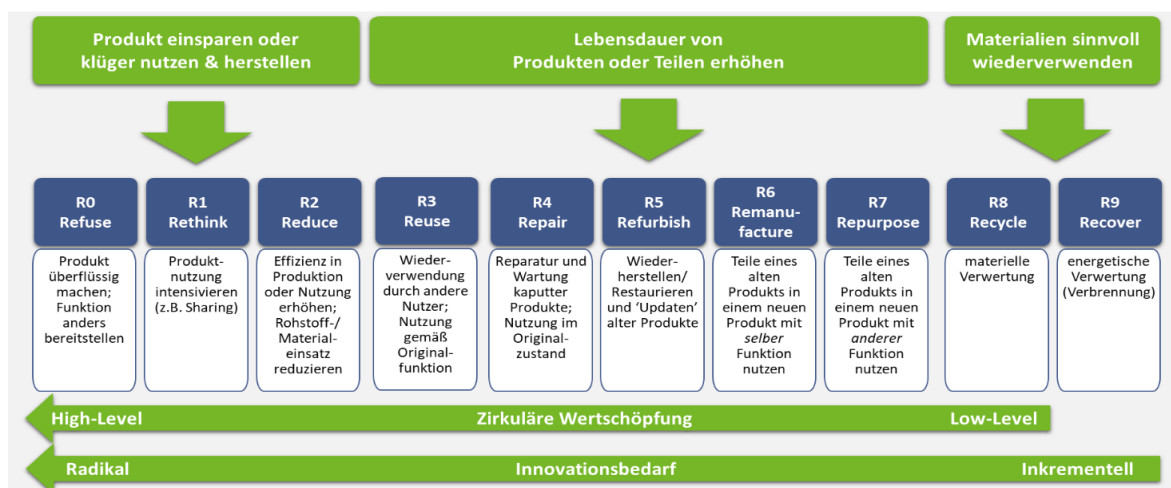 Produkt einsparen oder
klüger nutzen & herstellen
Lebensdauer von
Produkten oder Teilen erhöhen
Materialien sinnvoll
wiederverwenden
R0
Refuse
R1
Rethink
R2
Reduce
R3
Reuse
R4
Repair
R5
Refurbish
R6
Remanu-
facture
R7
Repurpose
R8
Recycle
R9
Recover
Produkt
überflüssig
machen;
Funktion
anders
bereitstellen
Produkt-
nutzung
intensivieren
(z.B. Sharing)
Effizienz in
Produktion
oder Nutzung
erhöhen;
Rohstoff-/
Material-
einsatz
reduzieren
Wieder-
verwendung
durch andere
Nutzer;
Nutzung
gemäß
Original-
funktion
Reparatur und
Wartung
kaputter
Produkte;
Nutzung im
Original-
zustand
Wieder-
herstellen/
Restaurieren
und ‘Updaten’
alter Produkte
Teile eines
alten
Produkts in
einem neuen
Produkt mit
selber
Funktion
nutzen
Teile eines
alten
Produkts in
einem neuen
Produkt mit
anderer
Funktion
nutzen
materielle
Verwertung
energetische
Verwertung
(Verbrennung)
High-Level Zirkuläre Wertschöpfung Low-Level
Radikal Innovationsbedarf Inkrementell